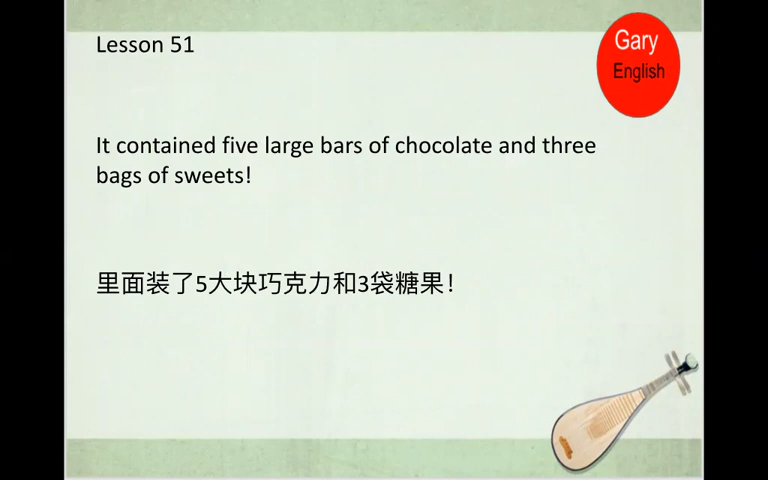 Lesson 51
Gary
English
It contained five large bars of chocolate and three
bags of sweets!
里面装了5大块巧克力和3袋糖果！